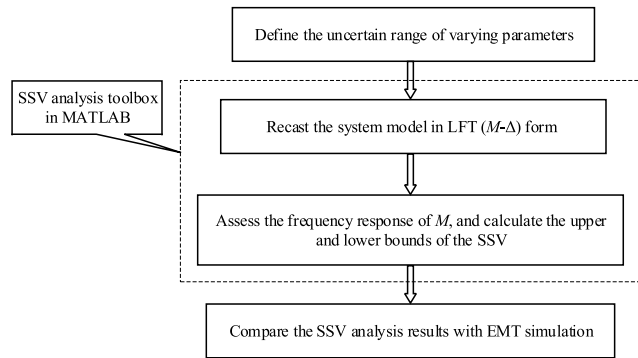 Define the uncertain range of varying parameters
SSV analysis toolbox
in MATLAB
Recast the system model in LFT (M-Δ) form
Assess the frequency response of M, and calculate the upper
and lower bounds of the SSV
Compare the SSV analysis results with EMT simulation